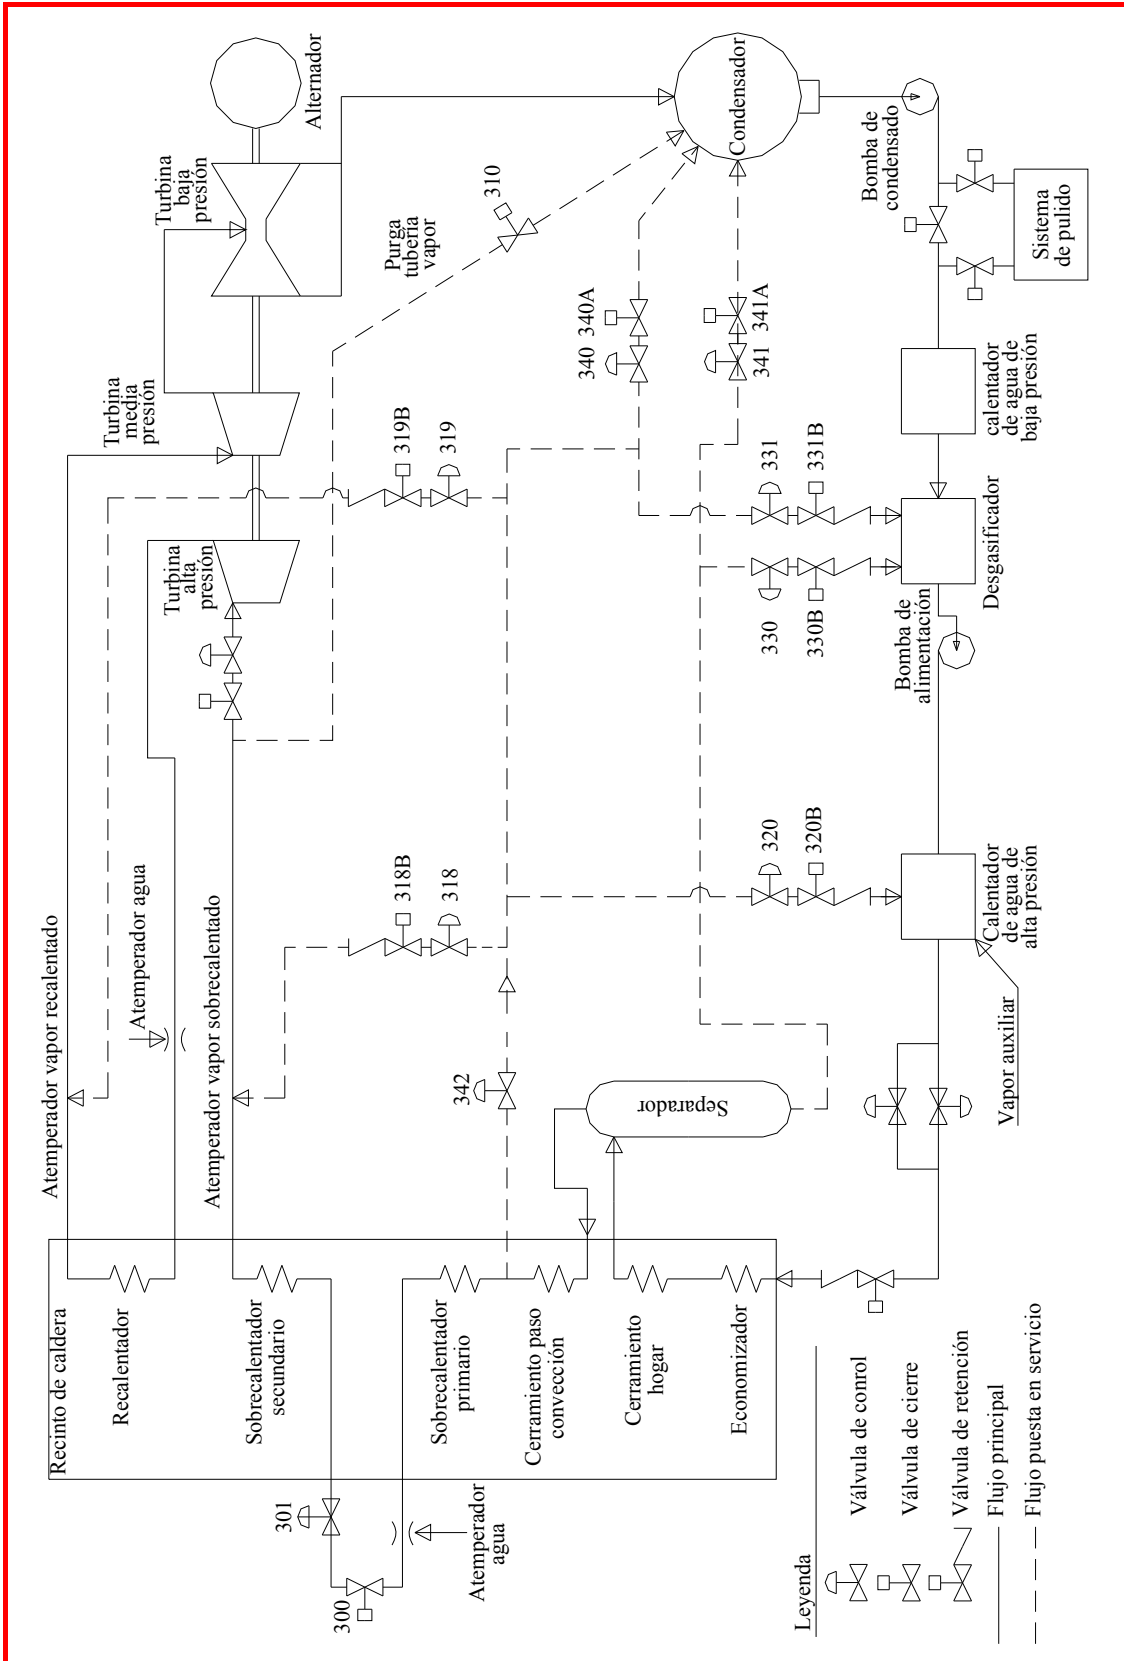 Recinto de caldera
Recalentador
Sobrecalentador
secundario
Sobrecalentador
primario
Cerramiento paso
convección
Cerramiento
hogar
Economizador
301
300
Atemperador
agua
Atemperador vapor recalentado
Atemperador agua
Atemperador vapor sobrecalentado
342
Separador
318B
318
319B
319
320
320B
Calentador
de agua de
alta presión
Vapor auxiliar
Turbina
alta
presión
Turbina
media
presión
Turbina
baja
presión
Alternador
Purga
tubería
vapor
310
340
340A
341
341A
330
330B
331
331B
Condensador
Bomba de
condensado
Sistema
de pulido
calentador
de agua de
baja presión
Desgasificador
Bomba de
alimentación
Leyenda
Válvula de conrol
Válvula de cierre
Válvula de retención
Flujo principal
Flujo puesta en servicio